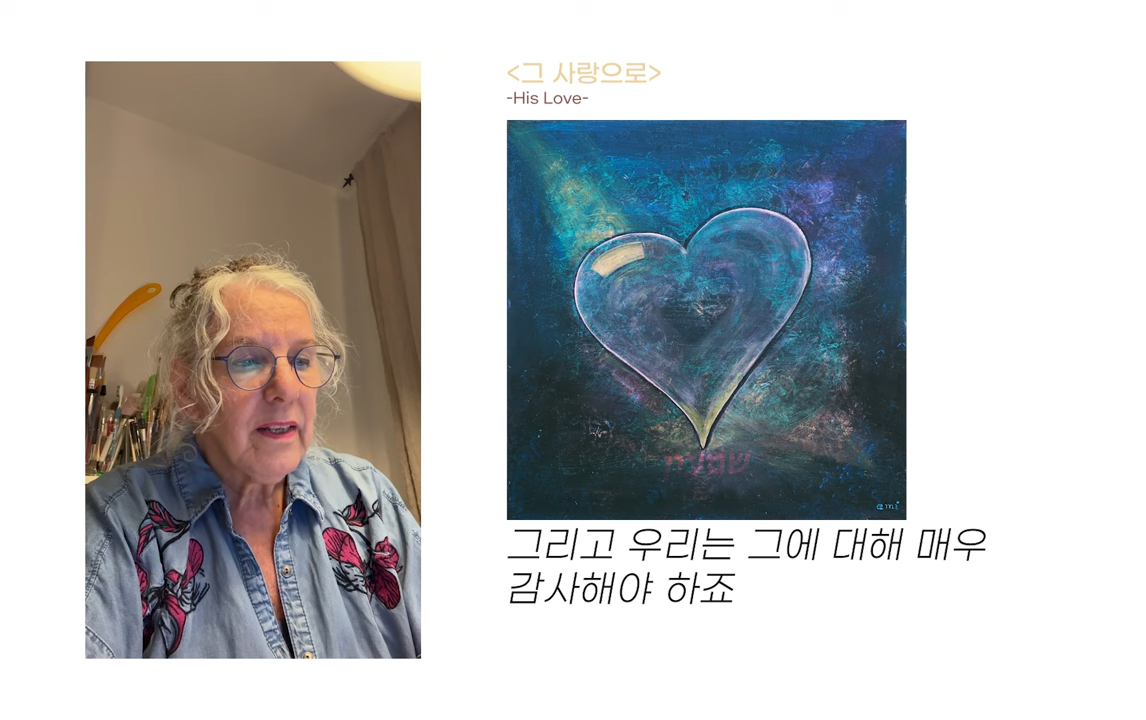 <그 사랑으로>
-His Love-
ami
그리고 우리는 그에 대해 매우
감사해야 하죠